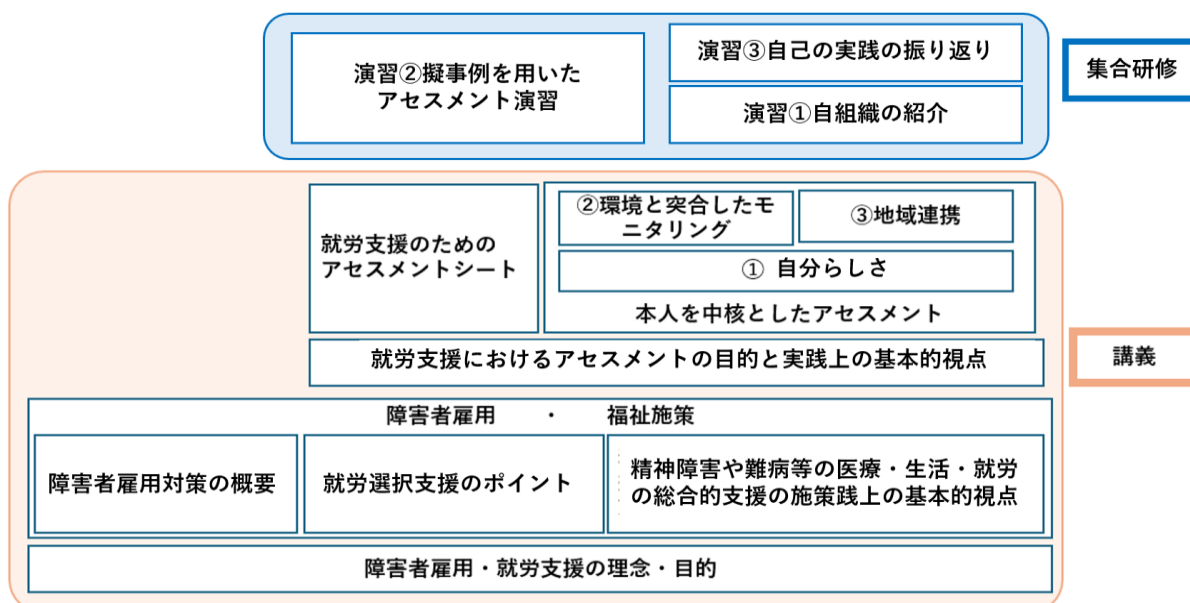 演習②擬事例を用いた
アセスメント演習
演習③自己の実践の振り返り
演習①自組織の紹介
集合研修
就労支援のための
アセスメントシート
②環境と突合したモ
ニタリング
③地域連携
① 自分らしさ
本人を中核としたアセスメント
就労支援におけるアセスメントの目的と実践上の基本的視点
講義
障害者雇用 ・ 福祉施策
障害者雇用対策の概要
就労選択支援のポイント
精神障害や難病等の医療・生活・就労
の総合的支援の施策践上の基本的視点
障害者雇用・就労支援の理念・目的